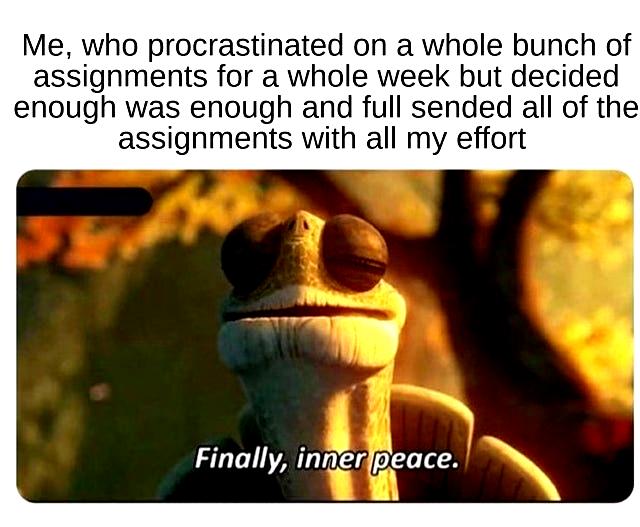 Me, who procrastinated on a whole bunch of
assignments for a whole week but decided
enough was enough and full sended all of the
assignments with all my effort
Finally, inner peace.